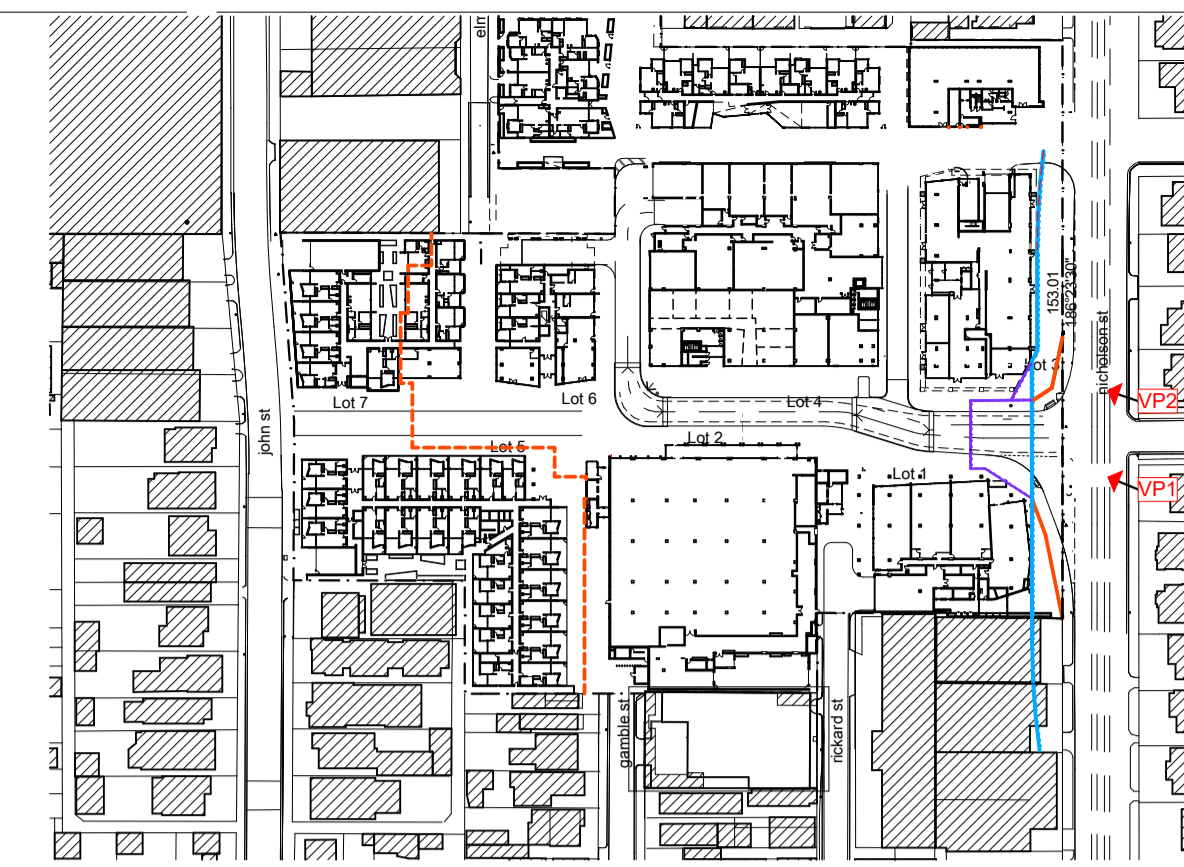 elm
153.01
186°23'30"
nicholson st
Lot 3
VP2
Lot 7
Lot 6
Lot 4
john st
Lot 5
Lot 2
Lot 1
VP1
gamble st
rickard st